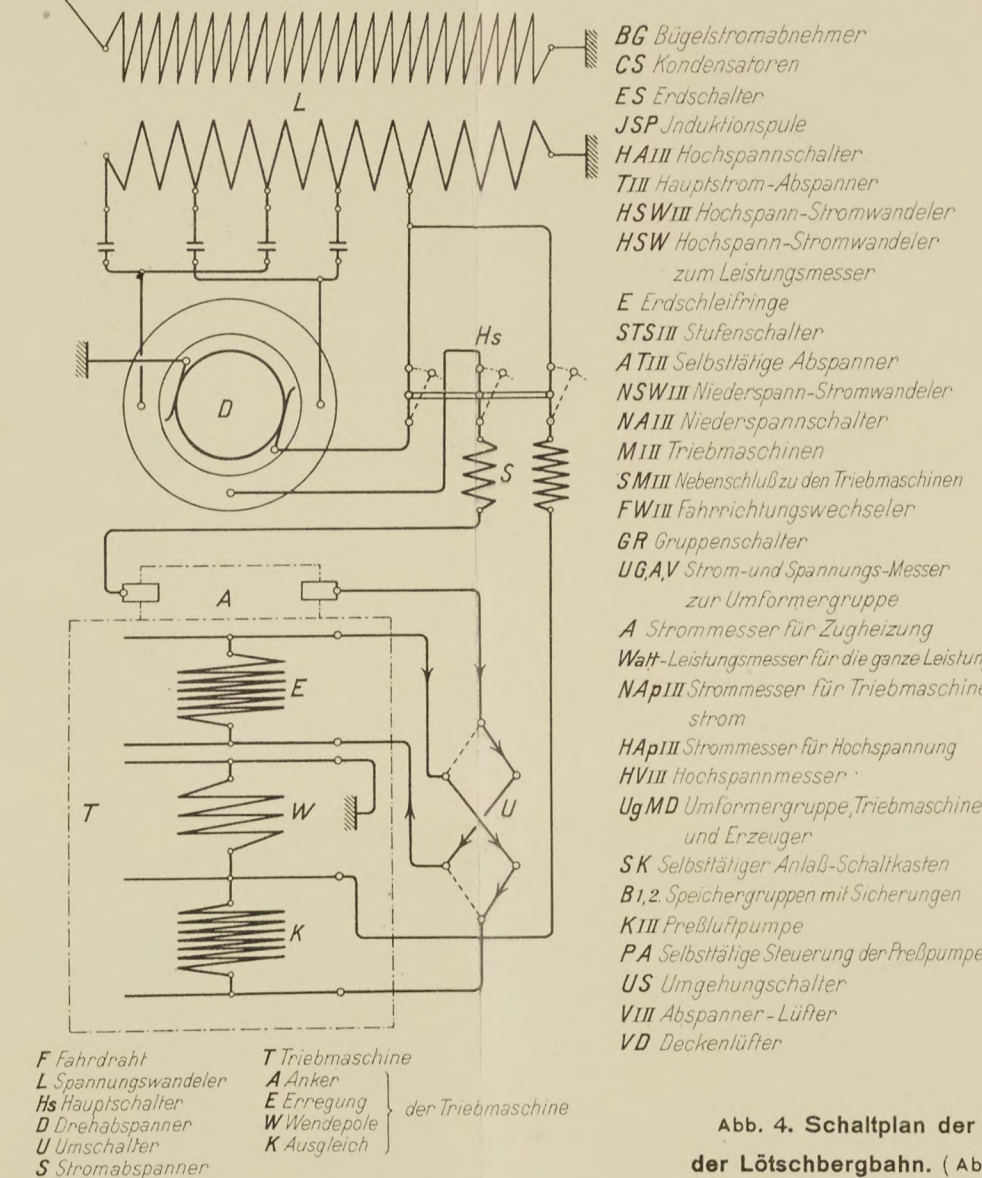 L
Hs
D
S
A
E
T
W
U
K
BG Bügelstromabnehmer
CS Kondensatoren
ES Erdschalter
JSP Jnduktionspule
HAIII Hochspannschalter
TIII Hauptstrom-Abspanner
HSWIII Hochspann-Stromwandeler
HSW Hochspann-Stromwandeler
zum Leistungsmesser
E Erdschleifringe
STSIII Stufenschalter
ATIII Selbsttätige Abspanner
NSWIII Niederspann-Stromwandeler
NAIII Niederspannschalter
MIII Triebmaschinen
SMIII Nebenschluß zu den Triebmaschinen
FWIII Fahrrichtungswechseler
GR Gruppenschalter
UG,A,V Strom-und Spannungs-Messer
zur Umformergruppe
A Strommesser für Zugheizung
Watt-Leistungsmesser für die ganze Leistun
NApIII Strommesser für Triebmaschine
strom
HApIII Strommesser für Hochspannung
HVIII Hochspannmesser
UgMD Umformergruppe, Triebmaschine
und Erzeuger
SK Selbsttätiger Anlaß-Schaltkasten
B1,2. Speichergruppen mit Sicherungen
KIII Preßluftpumpe
PA Selbsttätige Steuerung der Preßpumpe
US Umgehungschalter
VIII Abspanner-Lüfter
VD Deckenlüfter
F Fahrdraht
L Spannungswandeler
Hs Hauptschalter
D Drehabspanner
U Umschalter
S Stromabspanner
T Triebmaschine
A Anker
E Erregung
W Wendepole
K Ausgleich
der Triebmaschine
Abb. 4. Schaltplan der
der Lötschbergbahn. (Ab